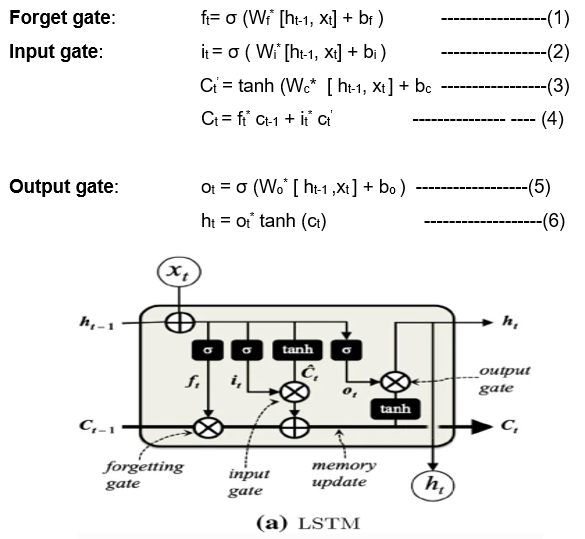 Forget gate: ft= σ (Wf* [ht-1, xt] + bf ) -------------------(1)
Input gate: it = σ ( Wi* [ht-1, xt] + bi ) -------------------(2)
Ct' = tanh (Wc* [ ht-1, xt ] + bc -------------------(3)
Ct = ft* ct-1 + it* ct' --------------- ---- (4)
Output gate: ot = σ (Wo* [ ht-1 ,xt ] + bo ) -------------------(5)
ht = ot* tanh (ct) --------------------(6)
xt
ht-1 ht
σ σ tanh σ
ft it Ĉt ot
output
gate
tanh
Ct-1 Ct
forgetting
gate
input
gate
memory
update
ht
(a) LSTM